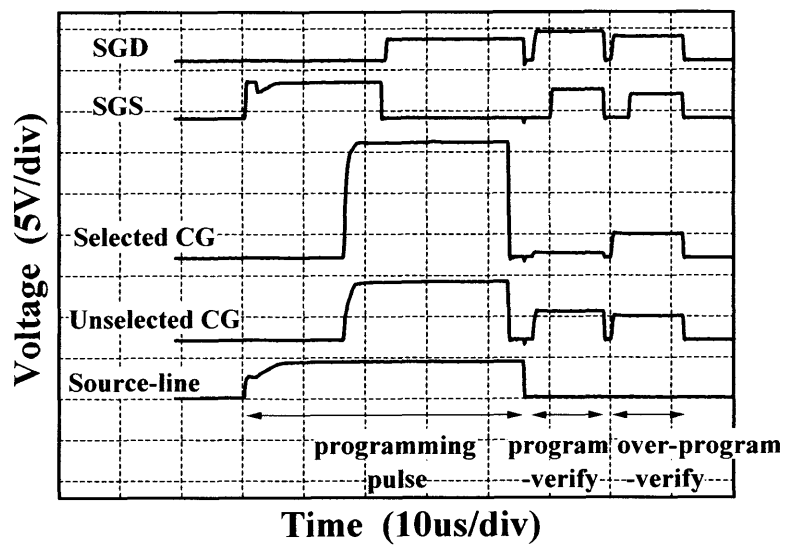 SGD
SGS
Selected CG
Unselected CG
Source-line
programming
pulse
program
-verify
over-program
-verify
Voltage (5V/div)
Time (10us/div)